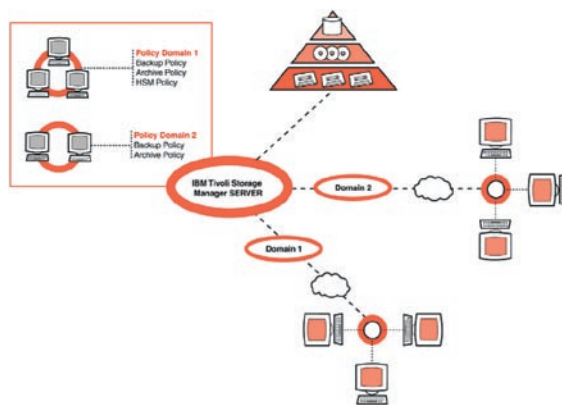 Policy Domain 1
Backup Policy
Archive Policy
HSM Policy
Policy Domain 2
Backup Policy
Archive Policy
IBM Tivoli Storage
Manager SERVER
Domain 2
Domain 1